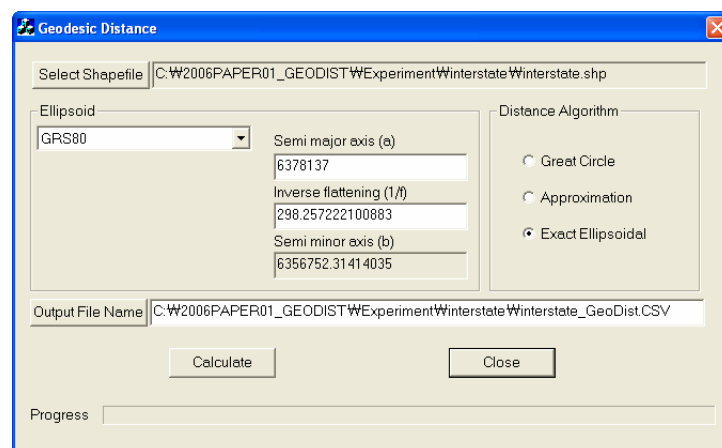 Geodesic Distance
Select Shapefile C:₩2006PAPER01_GEODIST₩Experiment₩interstate₩interstate.shp
Ellipsoid
GRS80
Semi major axis (a)
6378137
Inverse flattening (1/f)
298.257222100883
Semi minor axis (b)
6356752.31414035
Distance Algorithm
Great Circle
Approximation
Exact Ellipsoidal
Output File Name C:₩2006PAPER01_GEODIST₩Experiment₩interstate₩interstate_GeoDist.CSV
Calculate
Close
Progress